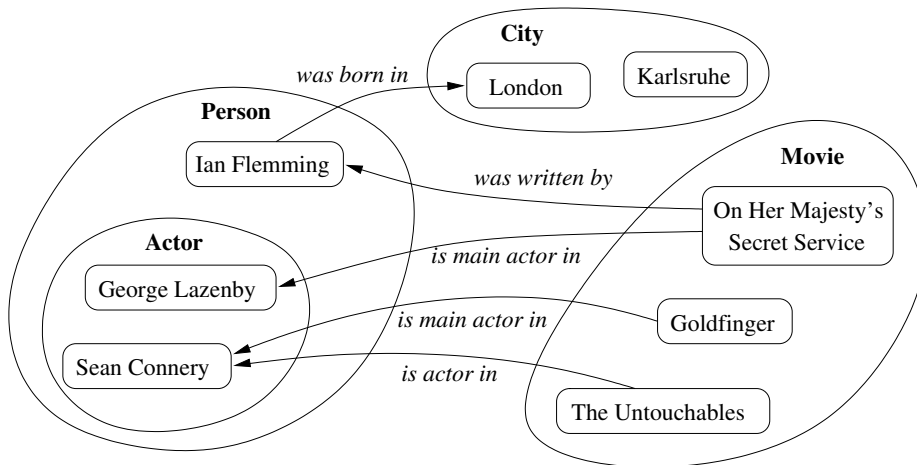 City
was born in
London
Karlsruhe
Person
Ian Flemming
Movie
was written by
On Her Majesty's
Secret Service
Actor
is main actor in
George Lazenby
is main actor in
Goldfinger
Sean Connery
is actor in
The Untouchables